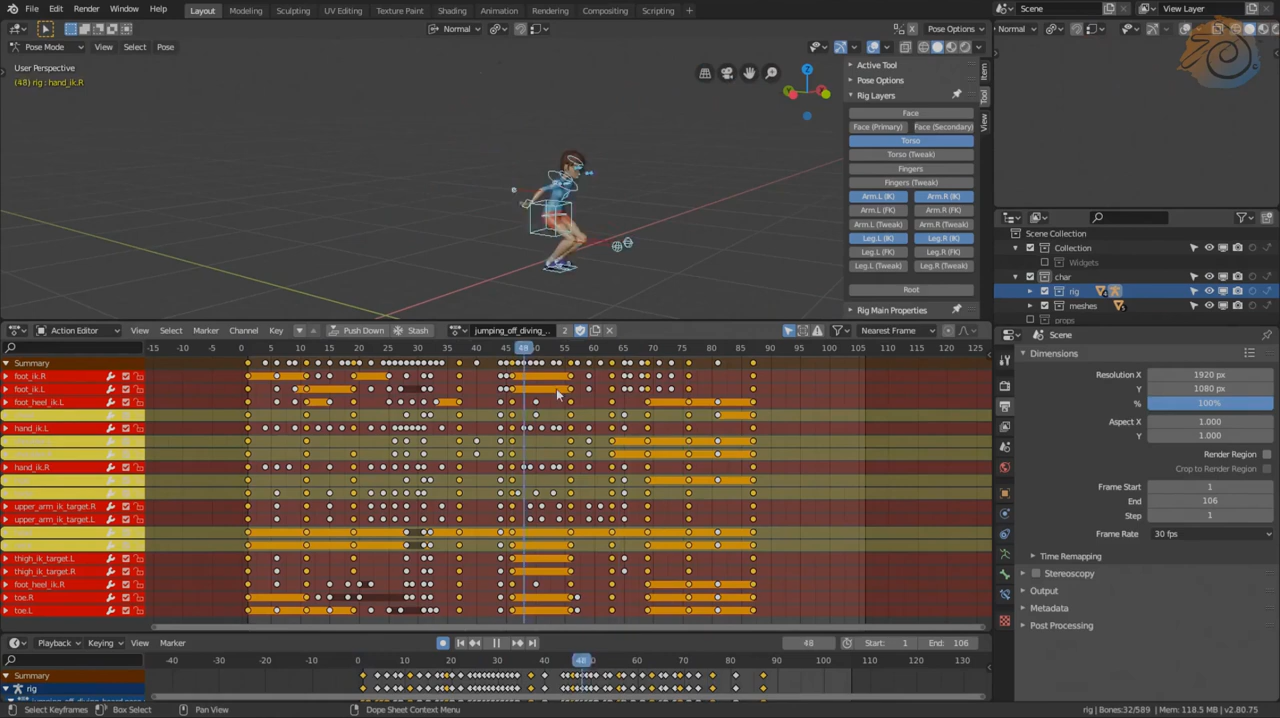 File Edit Render Window Help Layout Modeling Sculpting UV Editing Texture Paint Shading Animation Rendering Compositing Scripting + Scene View Layer
Normal Pose Options Normal
Pose Mode View Select Pose
User Perspective
(48) rig : hand_ik.R
Z
Y
Active Tool
Pose Options
Rig Layers
Face
Face (Primary) Face (Secondary)
Torso
Torso (Tweak)
Fingers
Fingers (Tweak)
Arm.L (IK) Arm.R (IK)
Arm.L (FK) Arm.R (FK)
Arm.L (Tweak) Arm.R (Tweak)
Leg.L (IK) Leg.R (IK)
Leg.L (FK) Leg.R (FK)
Leg.L (Tweak) Leg.R (Tweak)
Root
Rig Main Properties
Item
Tool
View
Scene Collection
Collection
Widgets
char
rig
meshes
props
Action Editor View Select Marker Channel Key Push Down Stash jumping_off_diving_... 2 Nearest Frame
-15 -10 -5 0 5 10 15 20 25 30 35 40 45 48 50 55 60 65 70 75 80 85 90 95 100 105 110 115 120 125
Summary
foot_ik.R
foot_ik.L
foot_heel_ik.L
hand_ik.L
hand_ik.R
upper_arm_ik_target.R
upper_arm_ik_target.L
thigh_ik_target.L
thigh_ik_target.R
foot_heel_ik.R
toe.R
toe.L
Playback Keying View Marker 48 Start: 1 End: 106
-40 -30 -20 -10 0 10 20 30 40 48 50 60 70 80 90 100 110 120 130
Summary
rig
Scene
Dimensions
Resolution X 1920 px
Y 1080 px
% 100%
Aspect X 1.000
Y 1.000
Render Region
Crop to Render Region
Frame Start 1
End 106
Step 1
Frame Rate 30 fps
Time Remapping
Stereoscopy
Output
Metadata
Post Processing
Select Keyframes Box Select Pan View Dope Sheet Context Menu rig | Bones:32/589 | Mem: 118.5 MB | v2.80.75